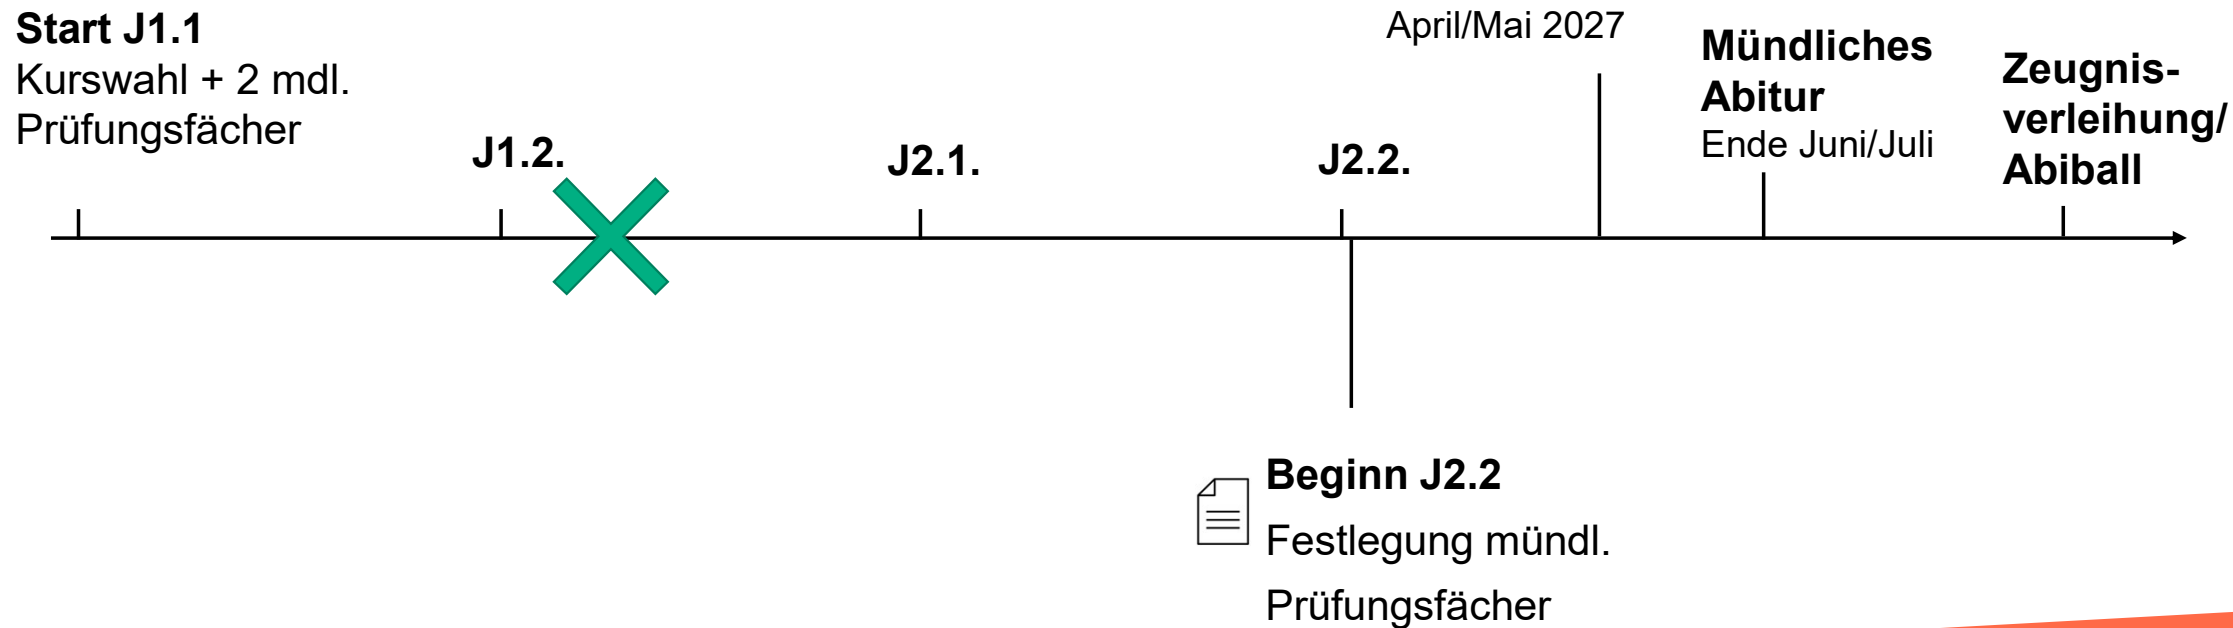 Start J1.1
Kurswahl + 2 mdl.
Prüfungsfächer
J1.2.
J2.1.
J2.2.
April/Mai 2027
Mündliches
Abitur
Ende Juni/Juli
Zeugnis-
verleihung/
Abiball
Beginn J2.2
Festlegung mündl.
Prüfungsfächer